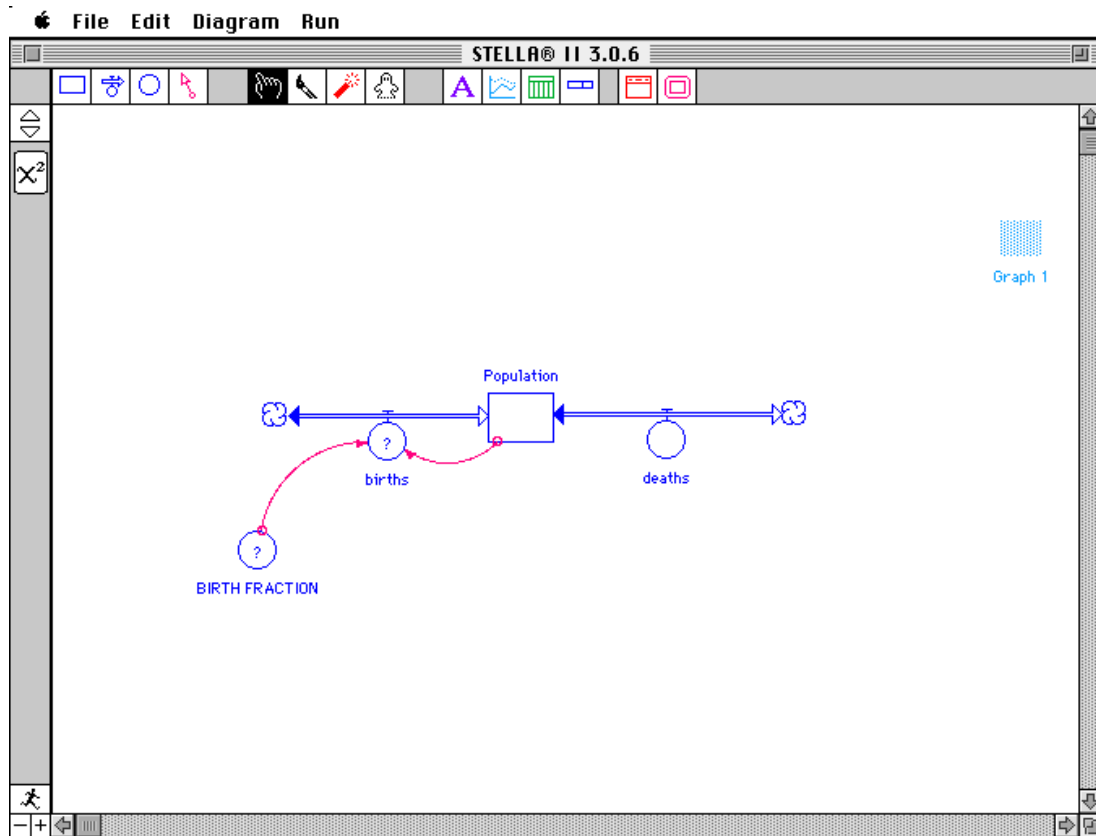 File Edit Diagram Run
STELLA® II 3.0.6
A
X²
Graph 1
Population
?
births
deaths
?
BIRTH FRACTION